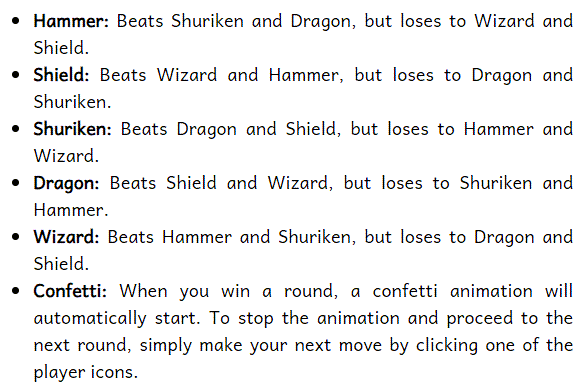 • Hammer: Beats Shuriken and Dragon, but loses to Wizard and
Shield.
• Shield: Beats Wizard and Hammer, but loses to Dragon and
Shuriken.
• Shuriken: Beats Dragon and Shield, but loses to Hammer and
Wizard.
• Dragon: Beats Shield and Wizard, but loses to Shuriken and
Hammer.
• Wizard: Beats Hammer and Shuriken, but loses to Dragon and
Shield.
• Confetti: When you win a round, a confetti animation will
automatically start. To stop the animation and proceed to the
next round, simply make your next move by clicking one of the
player icons.